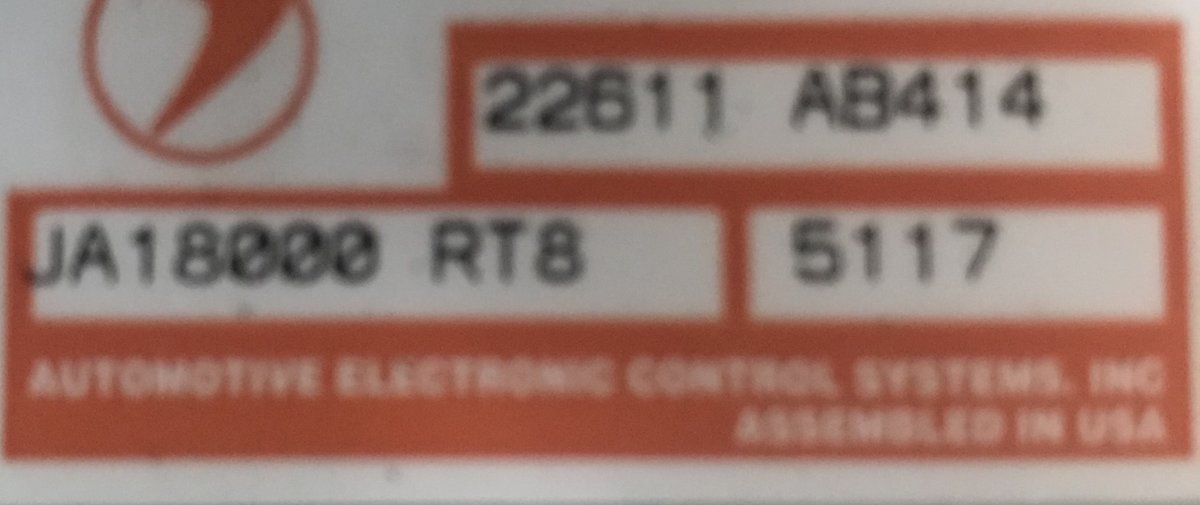 22611 AB414
JA18000 RT8 5117
AUTOMOTIVE ELECTRONIC CONTROL SYSTEMS, INC
ASSEMBLED IN USA